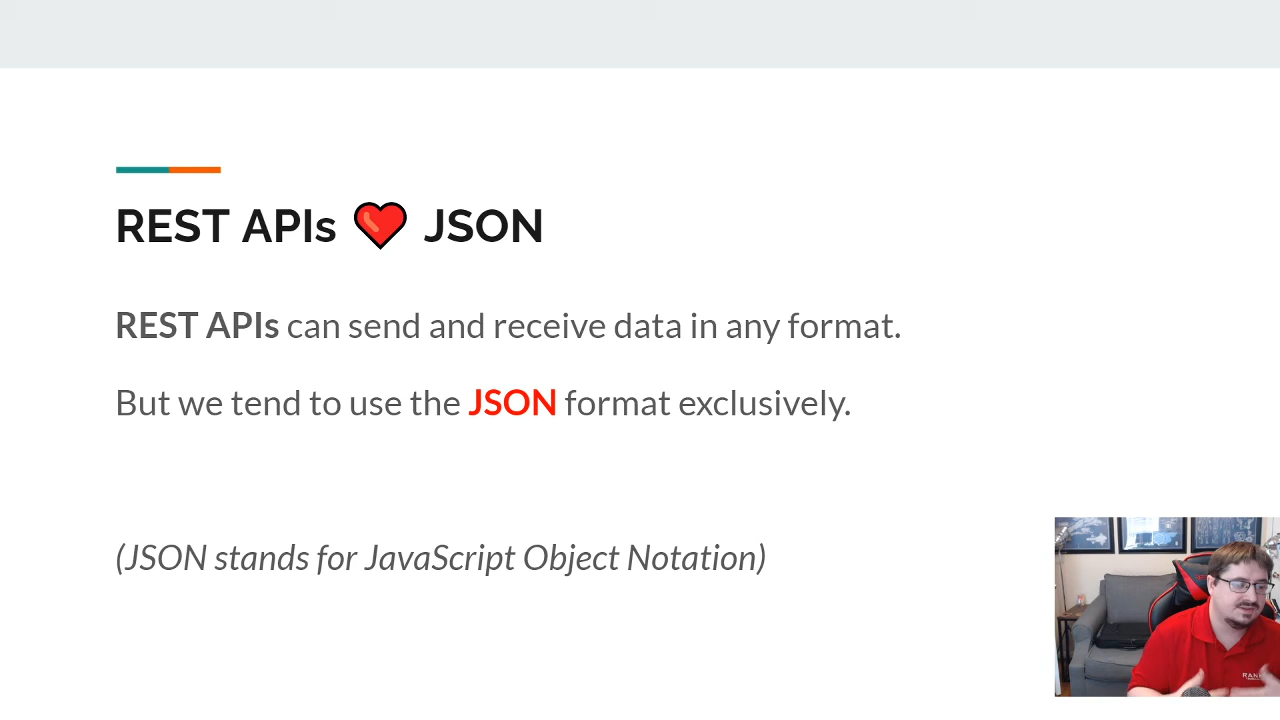 REST APIs ❤️ JSON
REST APIs can send and receive data in any format.
But we tend to use the JSON format exclusively.
(JSON stands for JavaScript Object Notation)